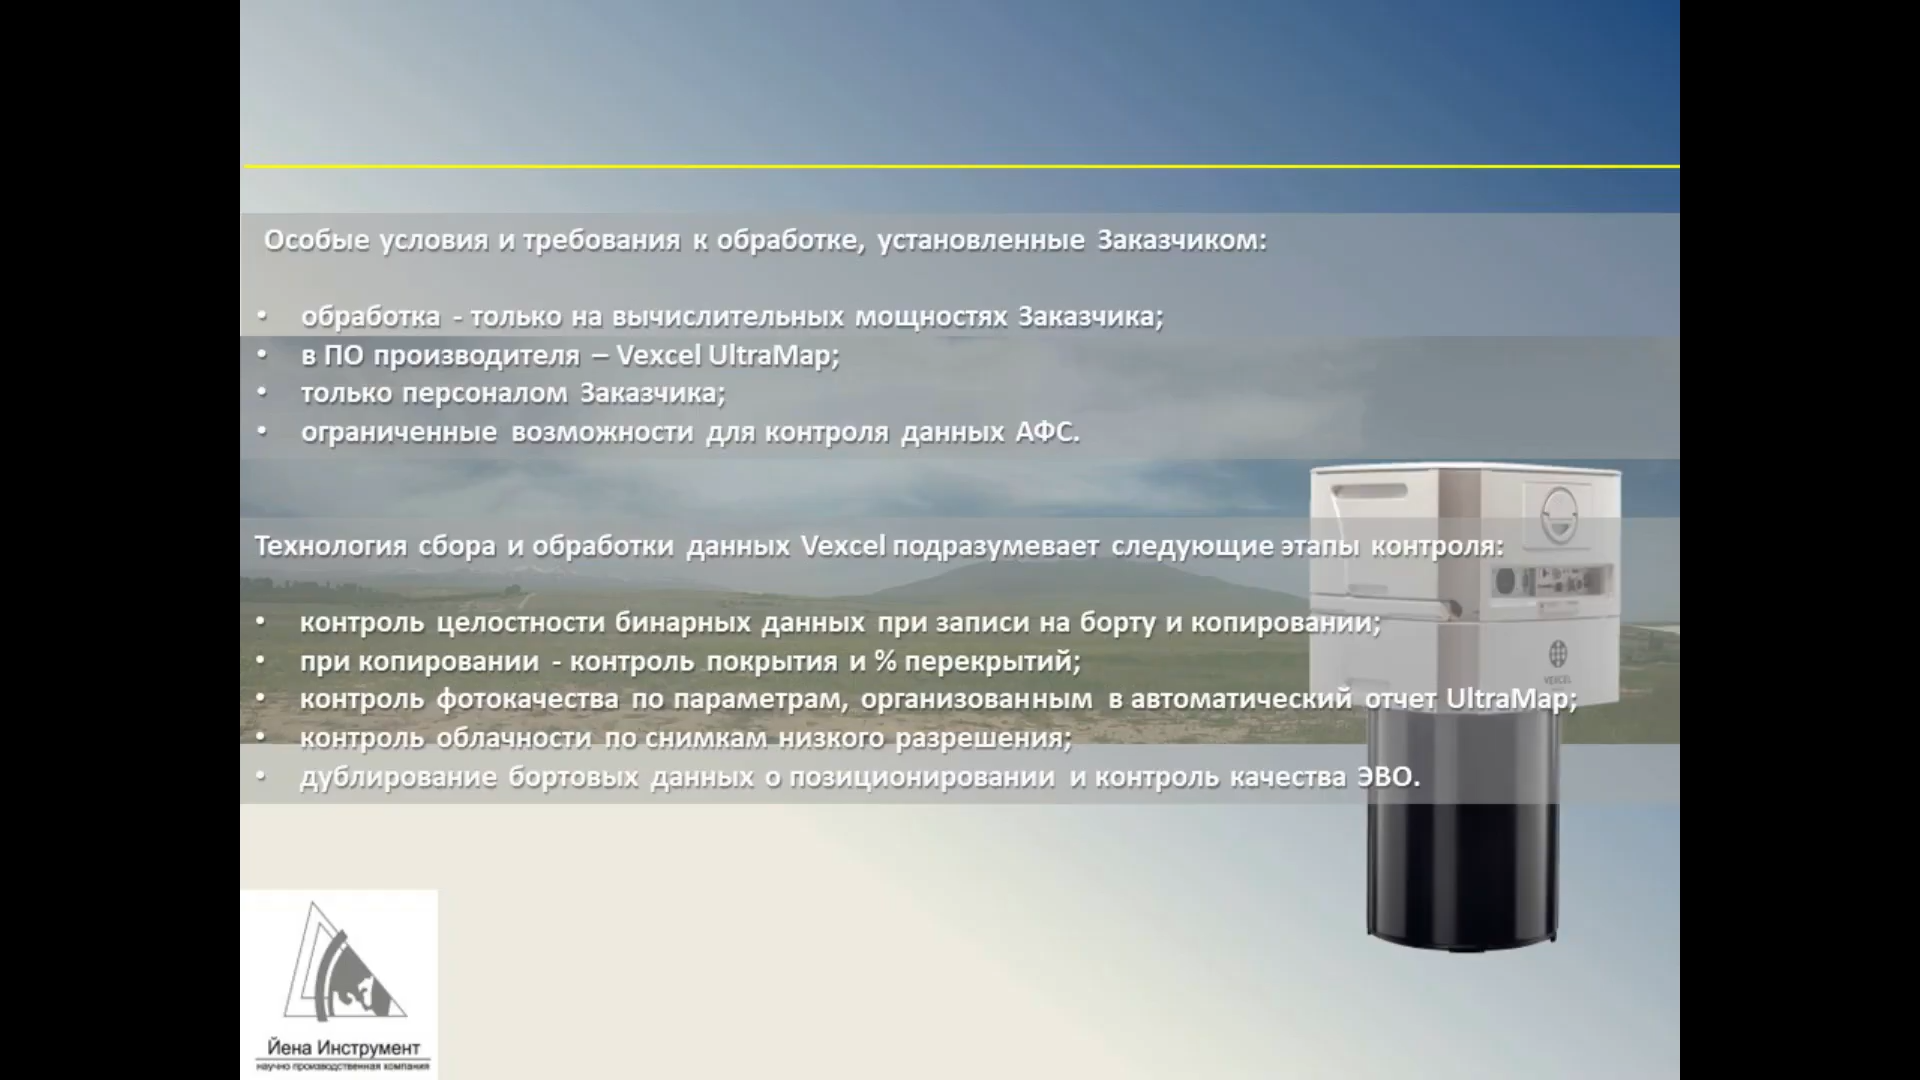 Особые условия и требования к обработке, установленные Заказчиком:
• обработка - только на вычислительных мощностях Заказчика;
• в ПО производителя – Vexcel UltraMap;
• только персоналом Заказчика;
• ограниченные возможности для контроля данных АФС.
Технология сбора и обработки данных Vexcel подразумевает следующие этапы контроля:
• контроль целостности бинарных данных при записи на борту и копировании;
• при копировании - контроль покрытия и % перекрытий;
• контроль фотокачества по параметрам, организованным в автоматический отчет UltraMap;
• контроль облачности по снимкам низкого разрешения;
• дублирование бортовых данных о позиционировании и контроль качества ЭВО.
VEXCEL
Йена Инструмент
научно производственная компания